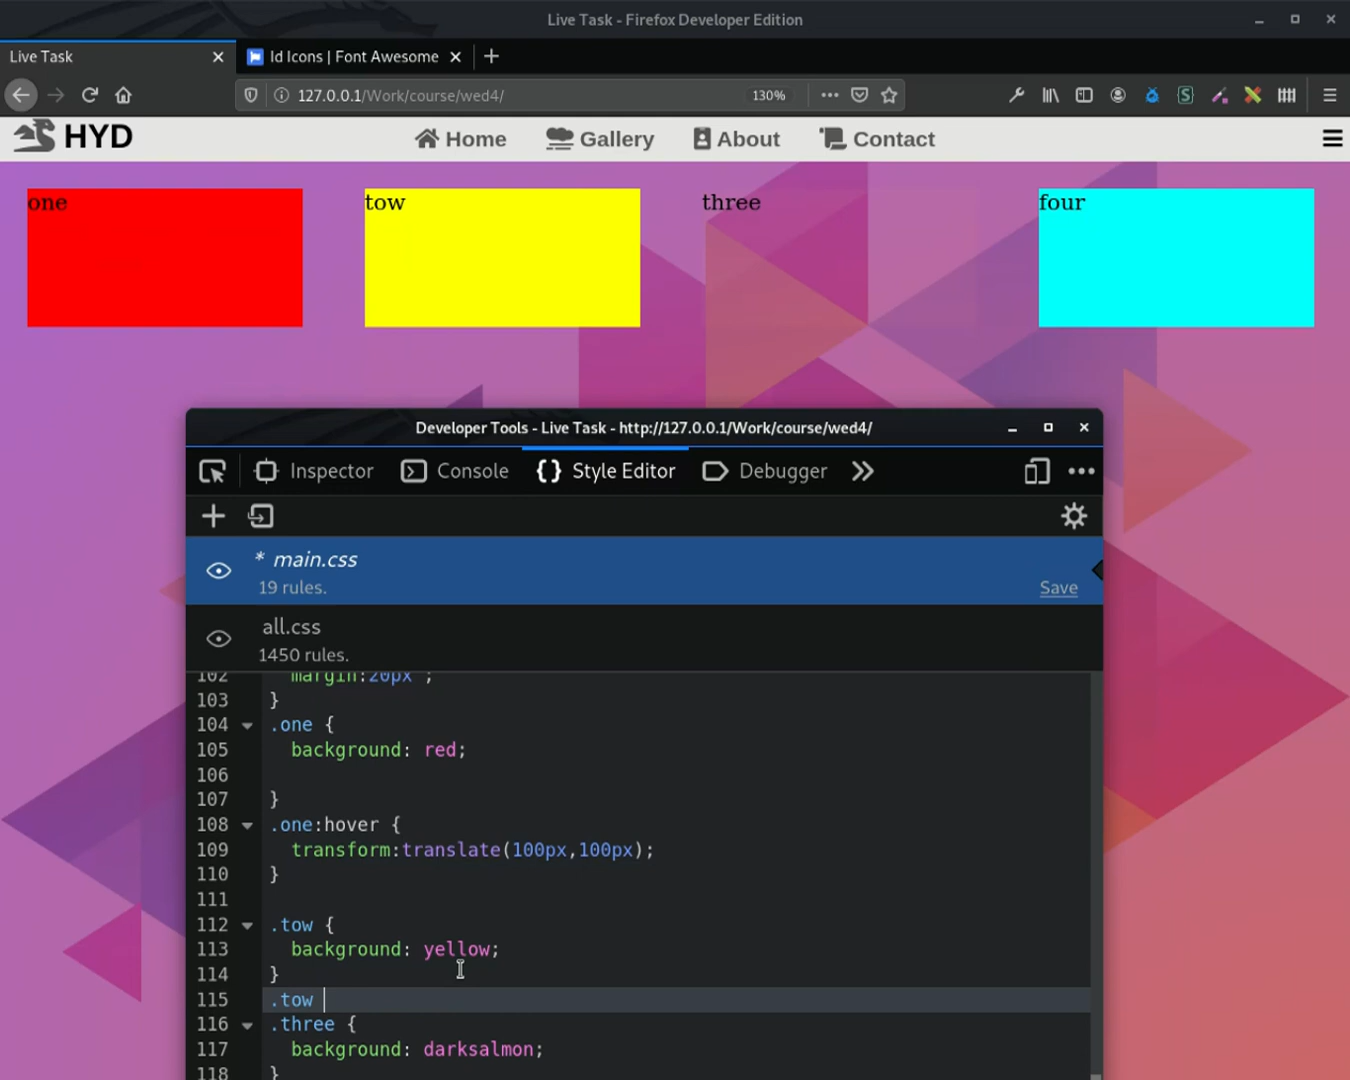 Live Task - Firefox Developer Edition
Live Task
Id Icons | Font Awesome
127.0.0.1/Work/course/wed4/
130%
HYD
Home
Gallery
About
Contact
one
tow
three
four
Developer Tools - Live Task - http://127.0.0.1/Work/course/wed4/
Inspector
Console
{} Style Editor
Debugger
* main.css
19 rules.
Save
all.css
1450 rules.
102 margin:20px ;
103 }
104 .one {
105 background: red;
106
107 }
108 .one:hover {
109 transform:translate(100px,100px);
110 }
111
112 .tow {
113 background: yellow;
114 }
115 .tow
116 .three {
117 background: darksalmon;
118 }